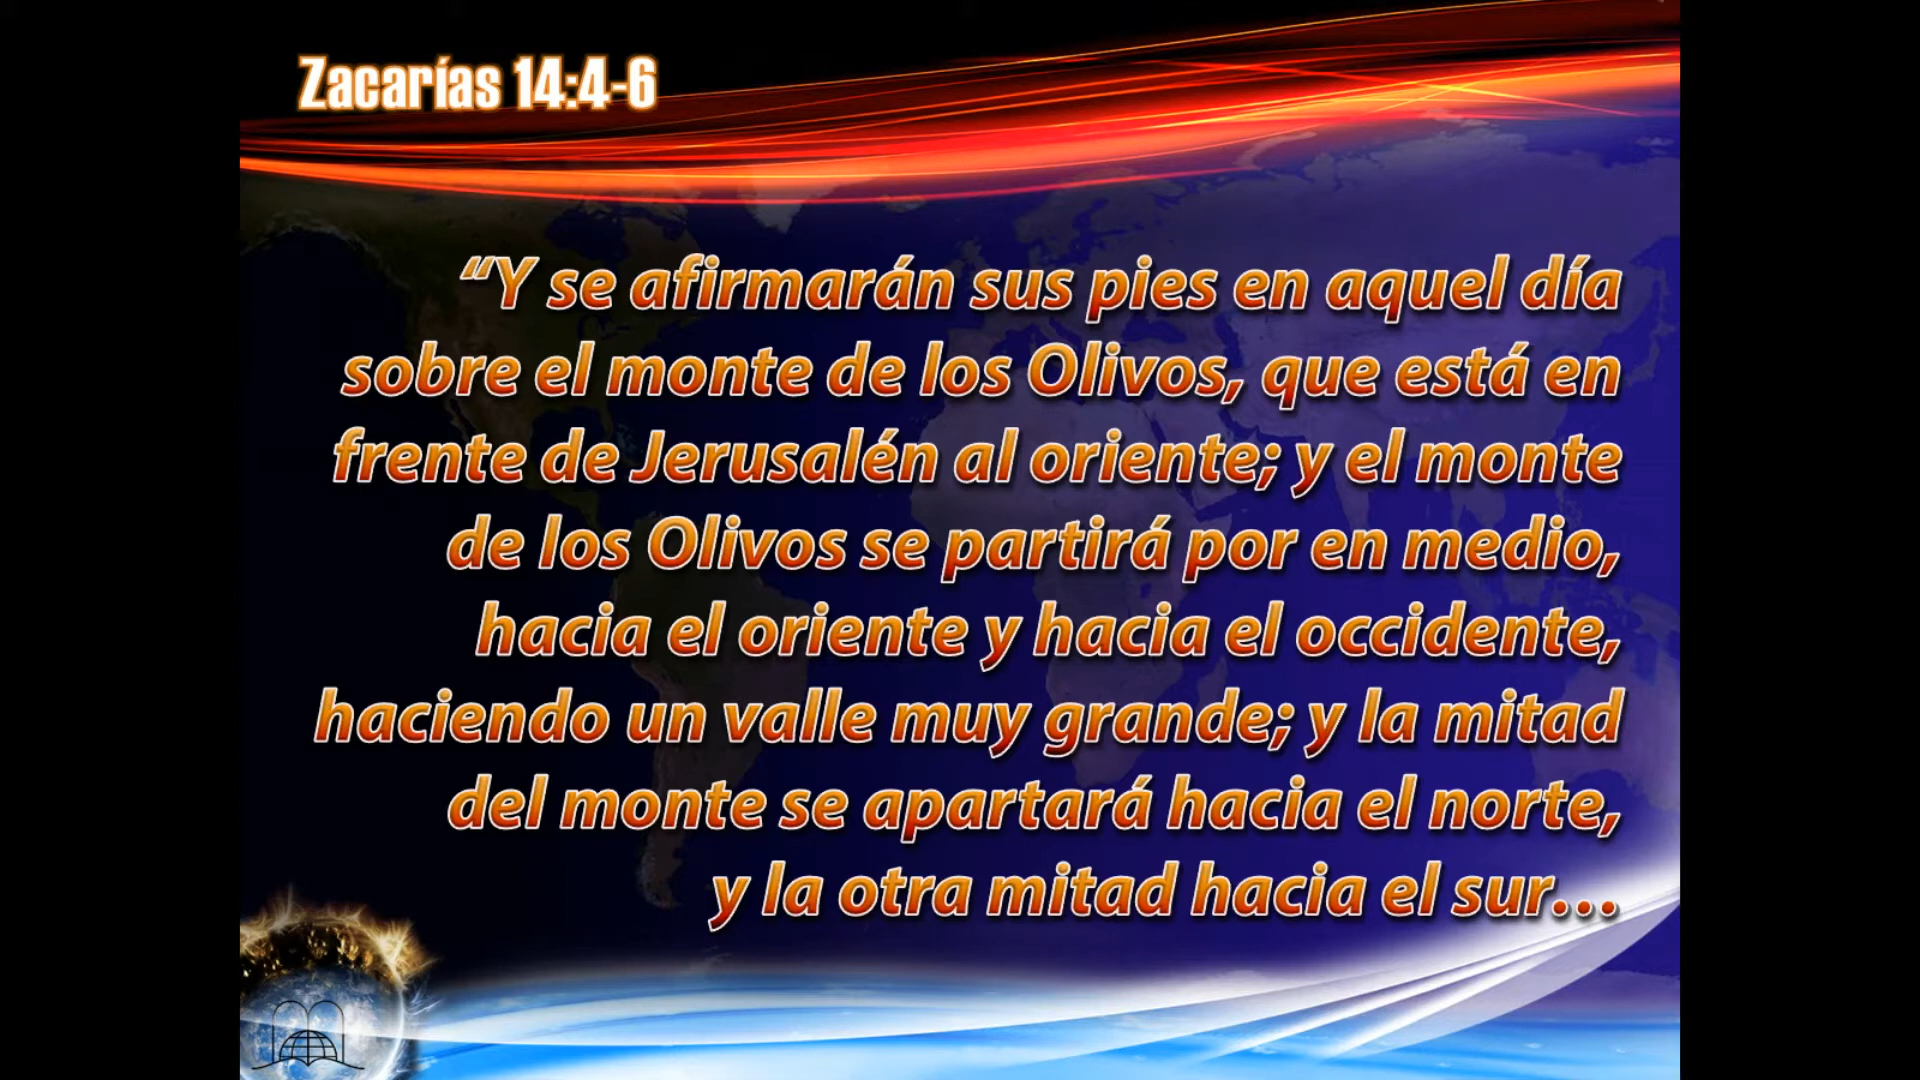 Zacarías 14:4-6
“Y se afirmarán sus pies en aquel día
sobre el monte de los Olivos, que está en
frente de Jerusalén al oriente; y el monte
de los Olivos se partirá por en medio,
hacia el oriente y hacia el occidente,
haciendo un valle muy grande; y la mitad
del monte se apartará hacia el norte,
y la otra mitad hacia el sur...